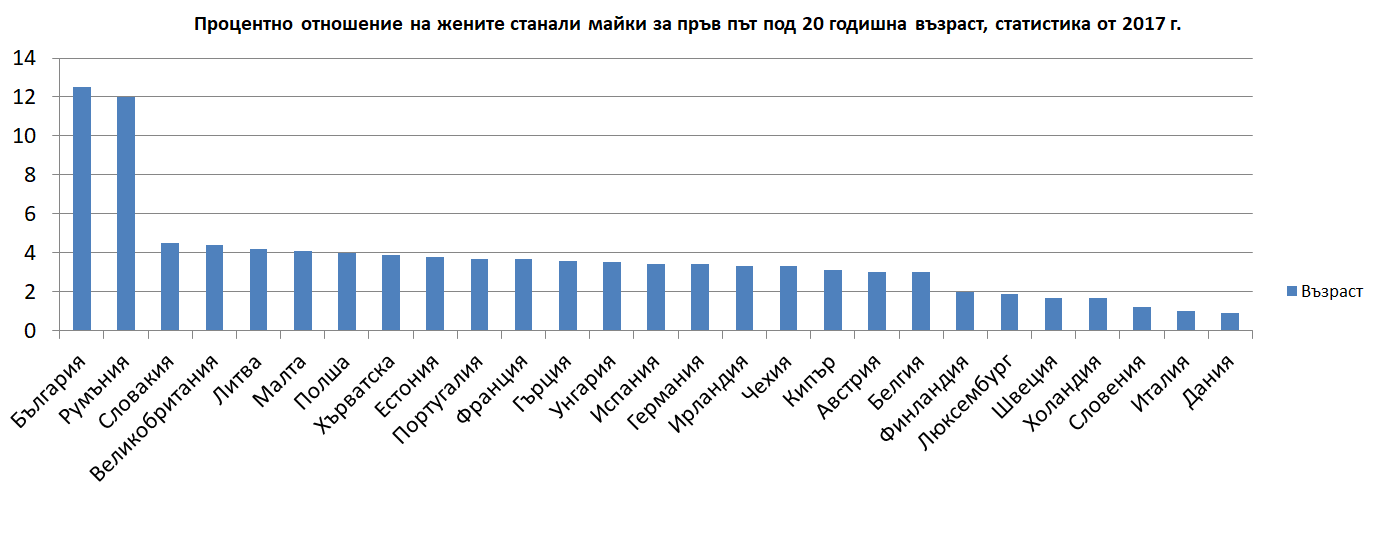 Процентно отношение на жените станали майки за пръв път под 20 годишна възраст, статистика от 2017 г.
14
12
10
8
6
4
2
0
България
Румъния
Словакия
Великобритания
Литва
Малта
Полша
Хърватска
Естония
Португалия
Франция
Гърция
Унгария
Испания
Германия
Ирландия
Чехия
Кипър
Австрия
Белгия
Финландия
Люксембург
Швеция
Холандия
Словения
Италия
Дания
Възраст